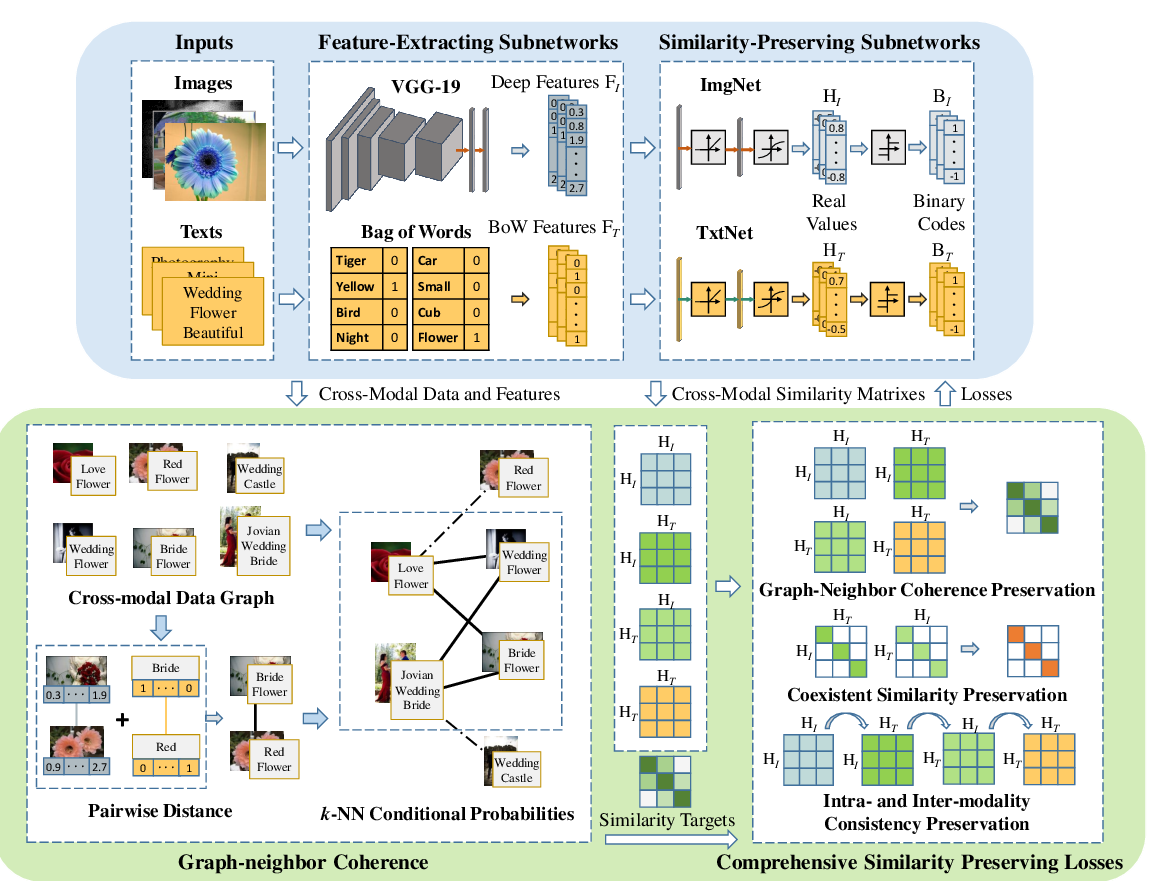 Inputs
Feature-Extracting Subnetworks
Similarity-Preserving Subnetworks
Images
VGG-19
Deep Features F_I
0.3
0.8
1.9
2.7
ImgNet
H_I
0.8
-0.8
Real
Values
B_I
1
-1
Binary
Codes
Texts
Photography
Mini
Wedding
Flower
Beautiful
Bag of Words
Tiger 0 Car 0
Yellow 1 Small 0
Bird 0 Cub 0
Night 0 Flower 1
BoW Features F_T
0
1
0
1
TxtNet
H_T
0.7
-0.5
B_T
1
-1
Cross-Modal Data and Features
Cross-Modal Similarity Matrixes
Losses
Love
Flower
Red
Flower
Wedding
Castle
Wedding
Flower
Bride
Flower
Jovian
Wedding
Bride
Cross-modal Data Graph
0.3 ··· 1.9
+
0.9 ··· 2.7
Bride
1 ··· 0
Red
0 ··· 1
Bride
Flower
Red
Flower
Pairwise Distance
Red
Flower
Love
Flower
Wedding
Flower
Jovian
Wedding
Bride
Bride
Flower
Wedding
Castle
k-NN Conditional Probabilities
Graph-neighbor Coherence
H_I
H_I
H_T
H_I
H_I
H_T
H_T
H_T
Similarity Targets
H_I
H_I
H_T
H_I
H_I
H_T
H_T
H_T
Graph-Neighbor Coherence Preservation
H_T
H_I
H_I
H_T
Coexistent Similarity Preservation
H_I
H_I
H_T
H_I
H_I
H_T
H_T
H_T
Intra- and Inter-modality
Consistency Preservation
Comprehensive Similarity Preserving Losses